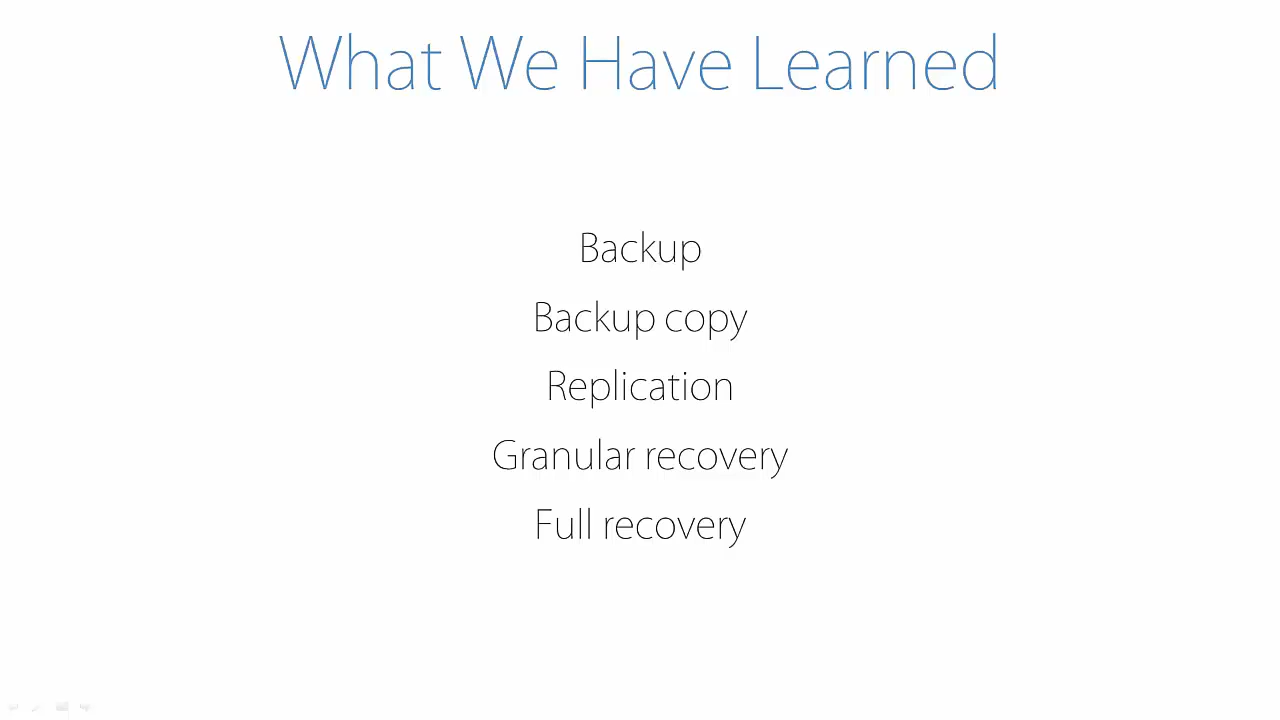 What We Have Learned
Backup
Backup copy
Replication
Granular recovery
Full recovery